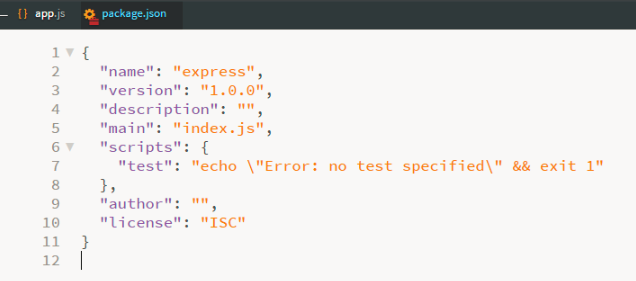 {} app.js package.json
1 {
2 "name": "express",
3 "version": "1.0.0",
4 "description": "",
5 "main": "index.js",
6 "scripts": {
7 "test": "echo \"Error: no test specified\" && exit 1"
8 },
9 "author": "",
10 "license": "ISC"
11 }
12